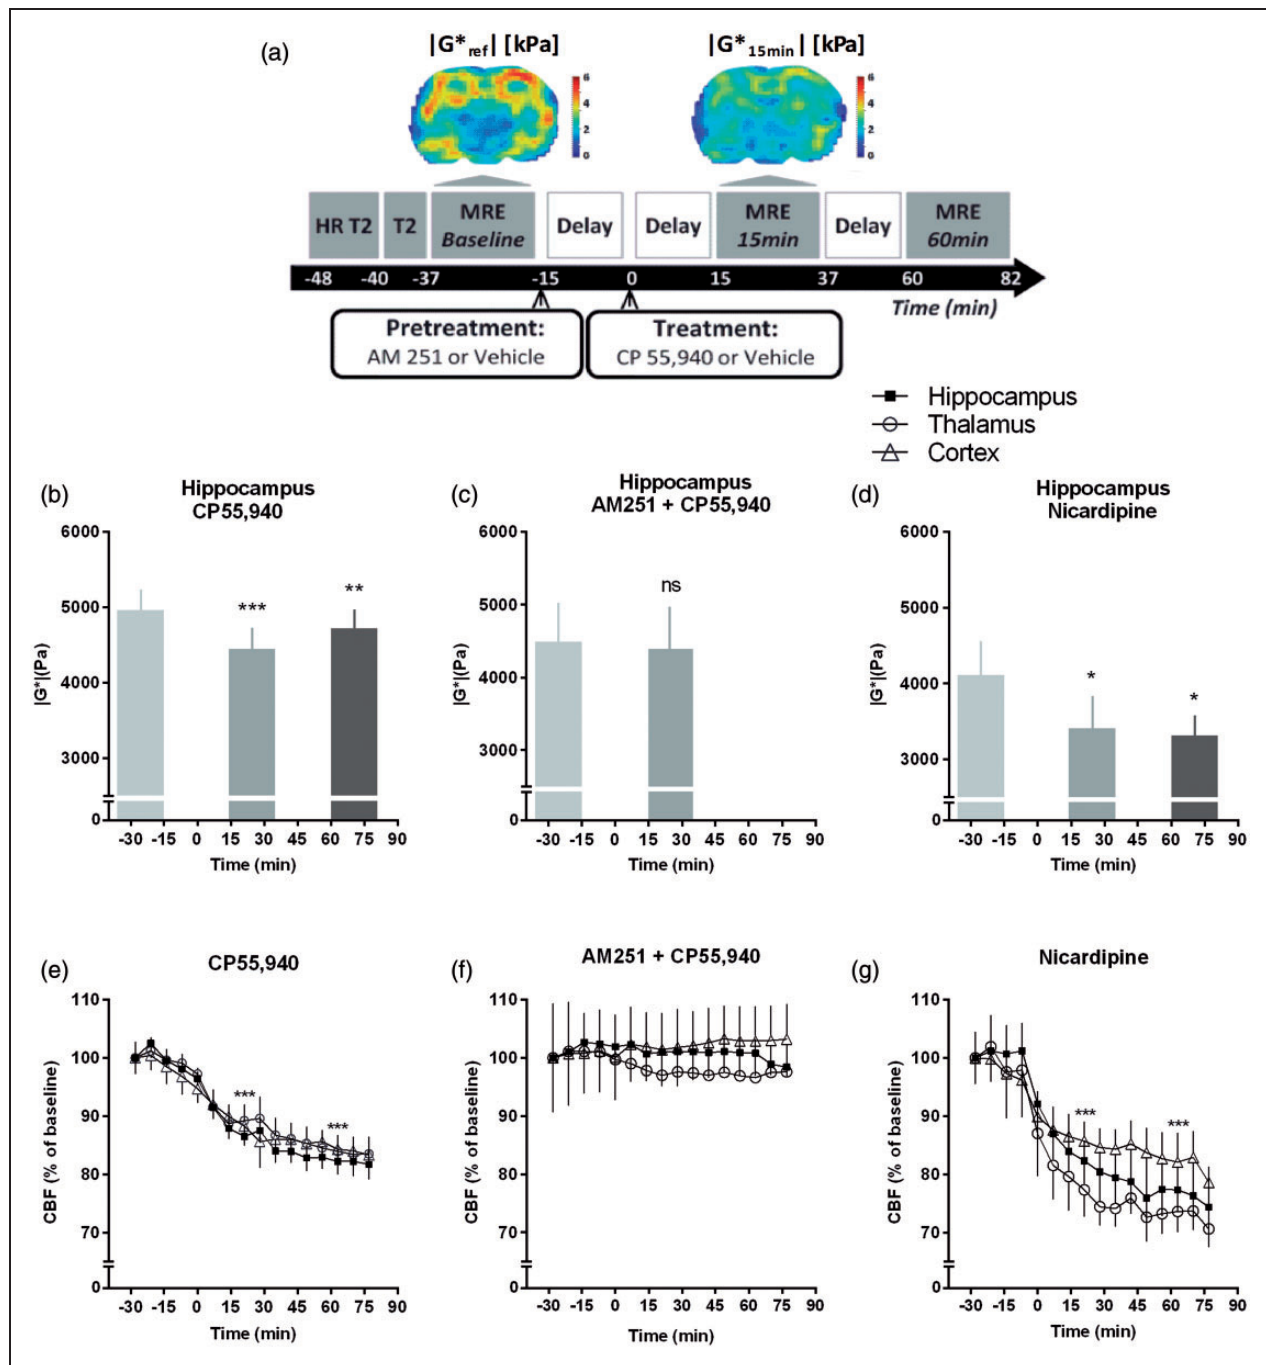 (a)
|G*ref| [kPa]
|G*15min| [kPa]
6
4
2
0
6
4
2
0
HR T2
T2
MRE
Baseline
Delay
Delay
MRE
15min
Delay
MRE
60min
-48 -40 -37 -15 0 15 37 60 82
Time (min)
Pretreatment:
AM 251 or Vehicle
Treatment:
CP 55,940 or Vehicle
Hippocampus
Thalamus
Cortex
(b)
Hippocampus
CP55,940
|G*|(Pa)
6000
5000
4000
3000
0
***
**
-30 -15 0 15 30 45 60 75 90
Time (min)
(c)
Hippocampus
AM251 + CP55,940
|G*|(Pa)
6000
5000
4000
3000
0
ns
-30 -15 0 15 30 45 60 75 90
Time (min)
(d)
Hippocampus
Nicardipine
|G*|(Pa)
6000
5000
4000
3000
0
*
*
-30 -15 0 15 30 45 60 75 90
Time (min)
(e)
CP55,940
CBF (% of baseline)
110
100
90
80
70
0
***
***
-30 -15 0 15 30 45 60 75 90
Time (min)
(f)
AM251 + CP55,940
CBF (% of baseline)
110
100
90
80
70
0
-30 -15 0 15 30 45 60 75 90
Time (min)
(g)
Nicardipine
CBF (% of baseline)
110
100
90
80
70
0
***
***
-30 -15 0 15 30 45 60 75 90
Time (min)